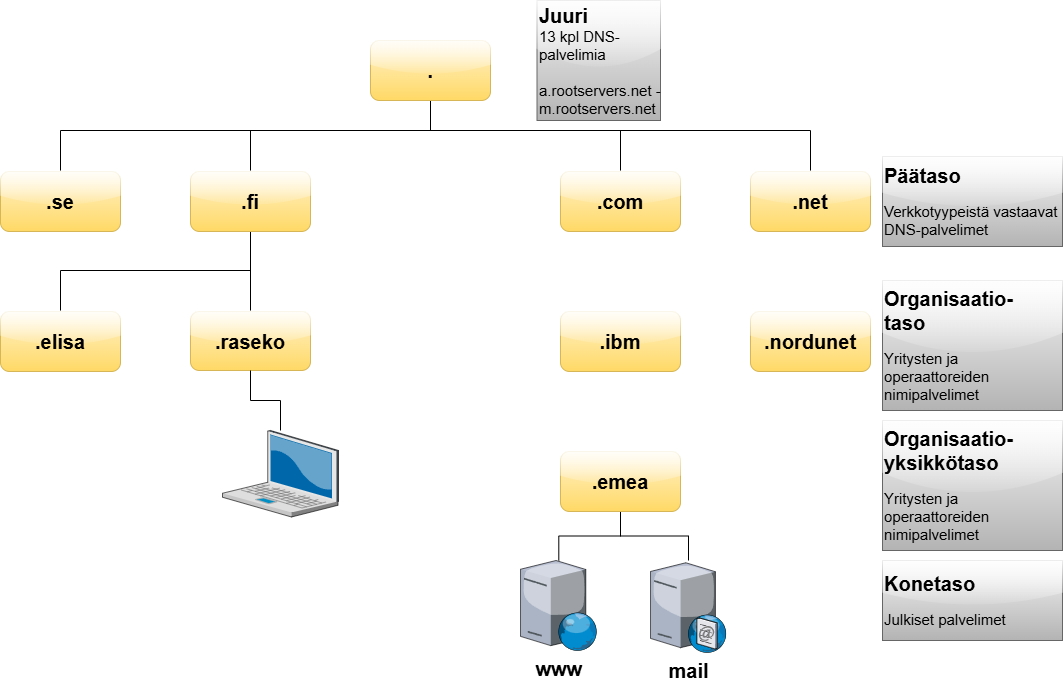 Juuri
13 kpl DNS-
palvelimia
a.rootservers.net -
m.rootservers.net
.
.se
.fi
.com
.net
Päätaso
Verkkotyypeistä vastaavat
DNS-palvelimet
.elisa
.raseko
.ibm
.nordunet
Organisaatio-
taso
Yritysten ja
operaattoreiden
nimipalvelimet
.emea
Organisaatio-
yksikkötaso
Yritysten ja
operaattoreiden
nimipalvelimet
www
mail
Konetaso
Julkiset palvelimet